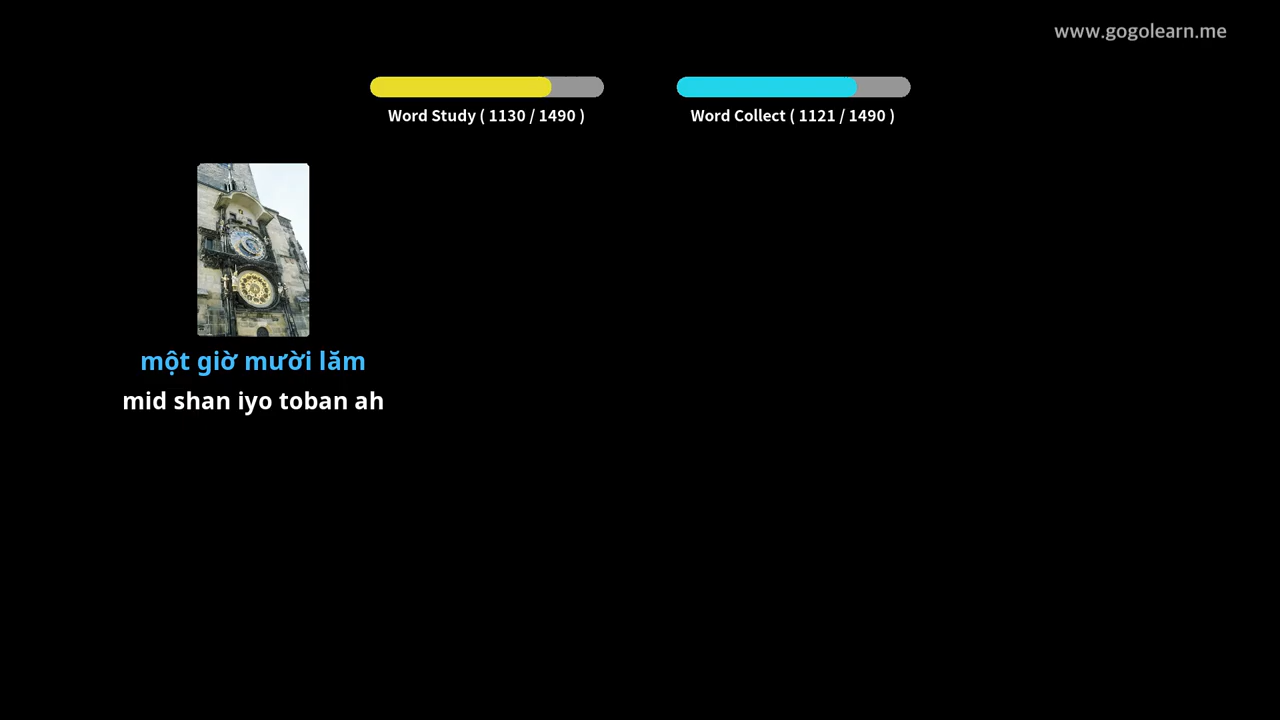 www.gogolearn.me
Word Study ( 1130 / 1490 )
Word Collect ( 1121 / 1490 )
một giờ mười lăm
mid shan iyo toban ah